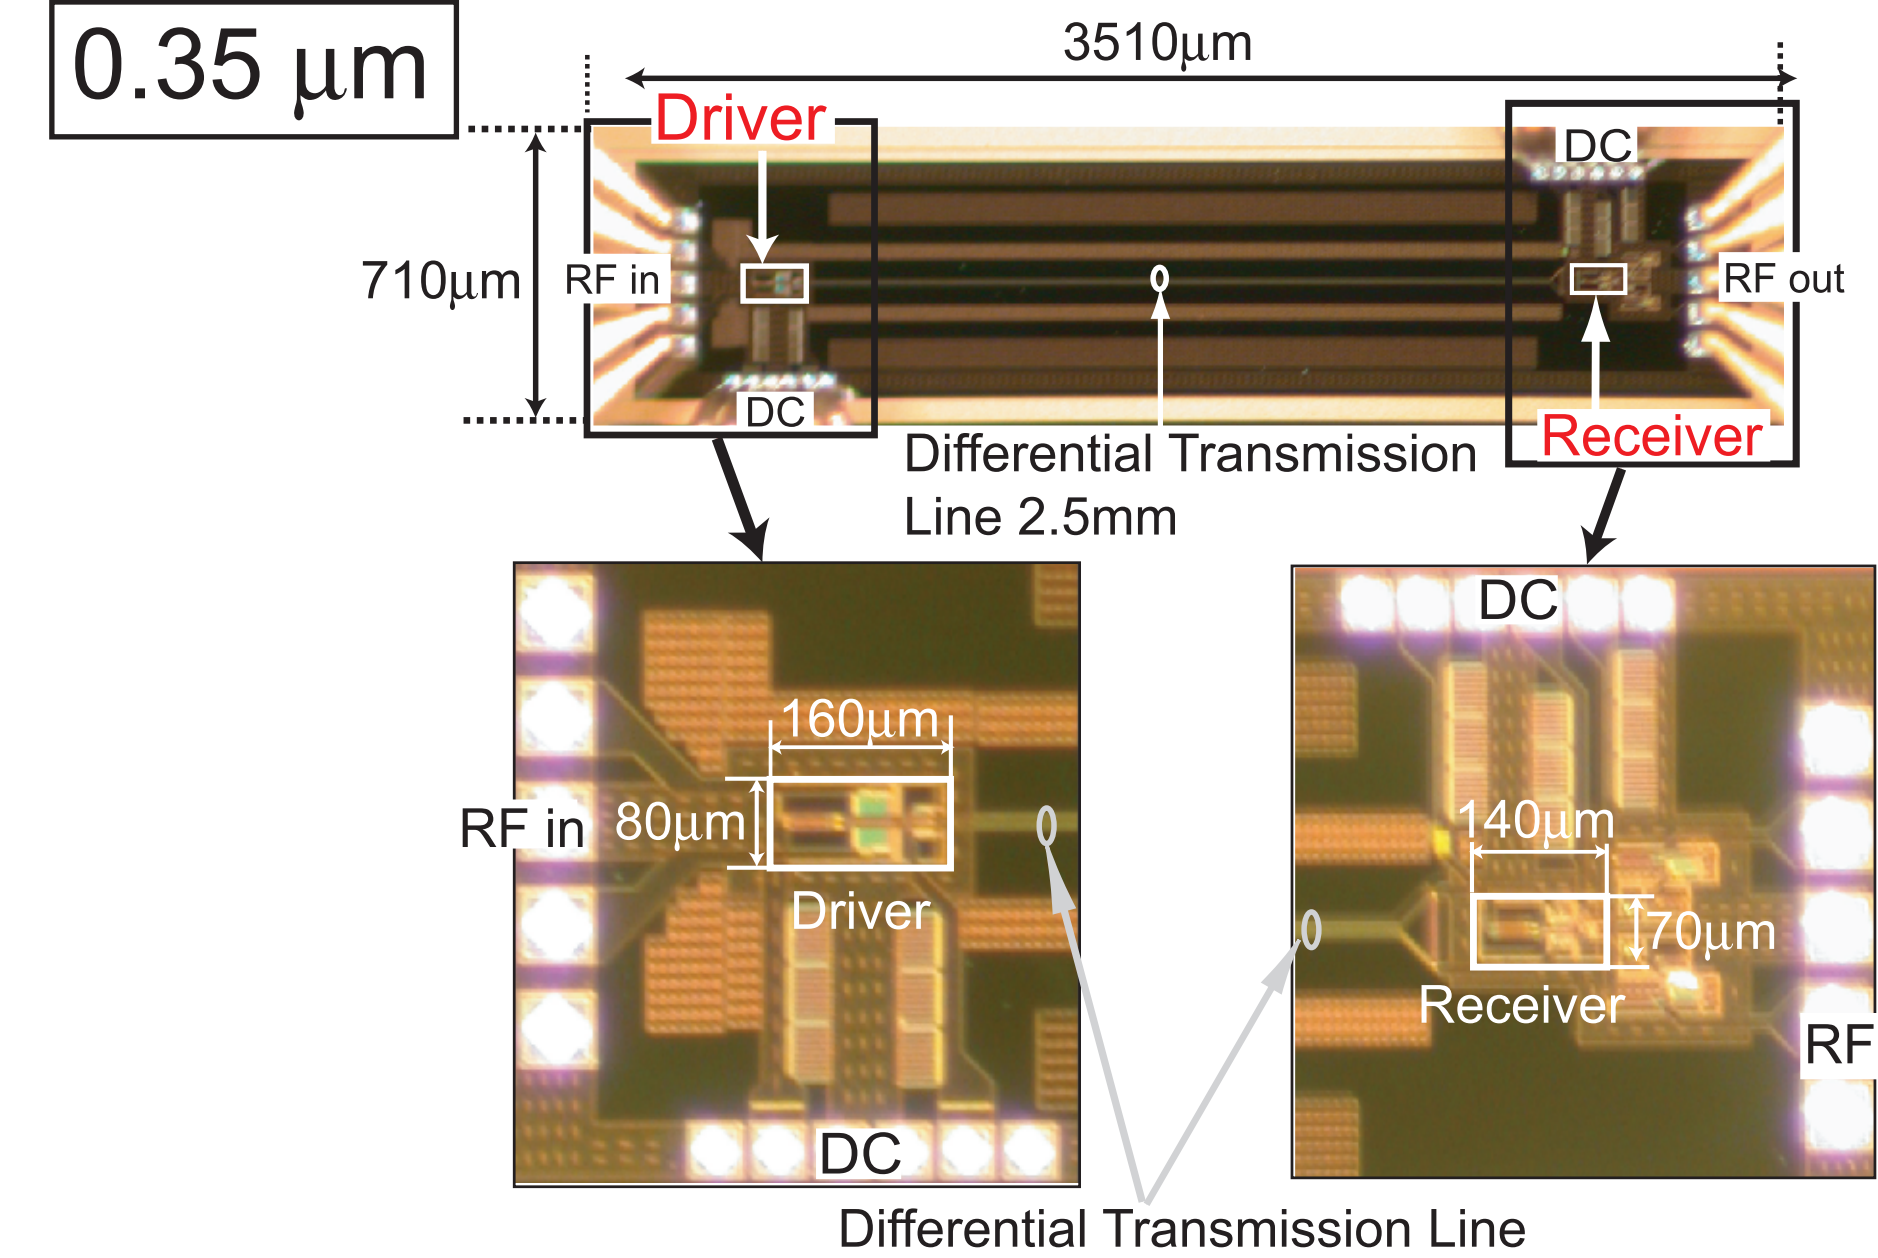 0.35 μm
3510μm
Driver
DC
710μm
RF in
RF out
DC
Receiver
Differential Transmission
Line 2.5mm
DC
160μm
80μm
RF in
Driver
DC
140μm
70μm
Receiver
RF
Differential Transmission Line